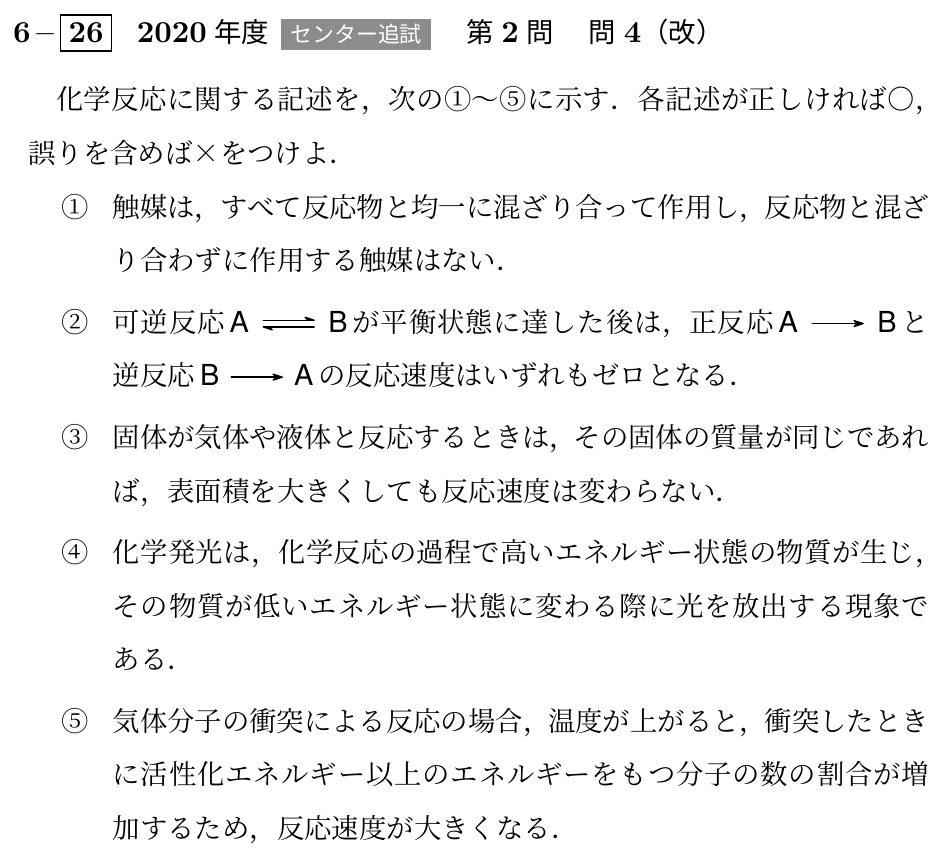 6－26 2020 年度 センター追試 第 2 問 問 4（改）
化学反応に関する記述を，次の①〜⑤に示す．各記述が正しければ○，
誤りを含めば×をつけよ．
① 触媒は，すべて反応物と均一に混ざり合って作用し，反応物と混ざ
り合わずに作用する触媒はない．
② 可逆反応 A ⇌ B が平衡状態に達した後は，正反応 A ⟶ B と
逆反応 B ⟶ A の反応速度はいずれもゼロとなる．
③ 固体が気体や液体と反応するときは，その固体の質量が同じであれ
ば，表面積を大きくしても反応速度は変わらない．
④ 化学発光は，化学反応の過程で高いエネルギー状態の物質が生じ，
その物質が低いエネルギー状態に変わる際に光を放出する現象で
ある．
⑤ 気体分子の衝突による反応の場合，温度が上がると，衝突したとき
に活性化エネルギー以上のエネルギーをもつ分子の数の割合が増
加するため，反応速度が大きくなる．